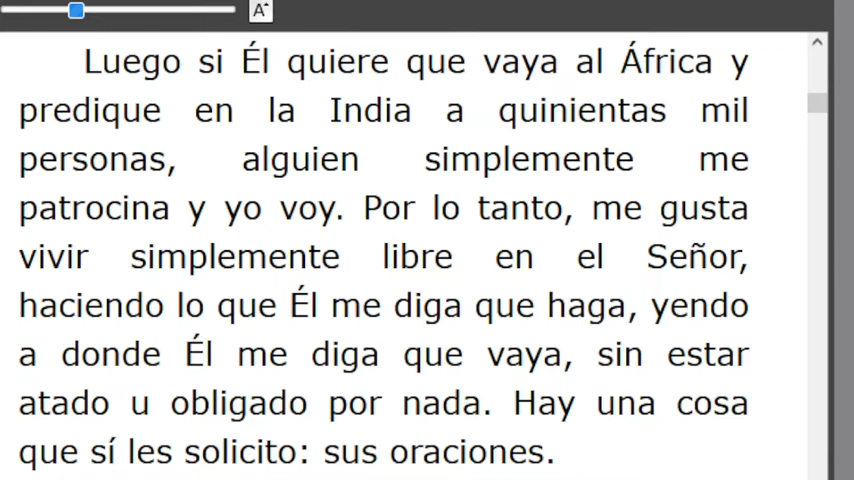 A
Luego si Él quiere que vaya al África y
predique en la India a quinientas mil
personas, alguien simplemente me
patrocina y yo voy. Por lo tanto, me gusta
vivir simplemente libre en el Señor,
haciendo lo que Él me diga que haga, yendo
a donde Él me diga que vaya, sin estar
atado u obligado por nada. Hay una cosa
que sí les solicito: sus oraciones.